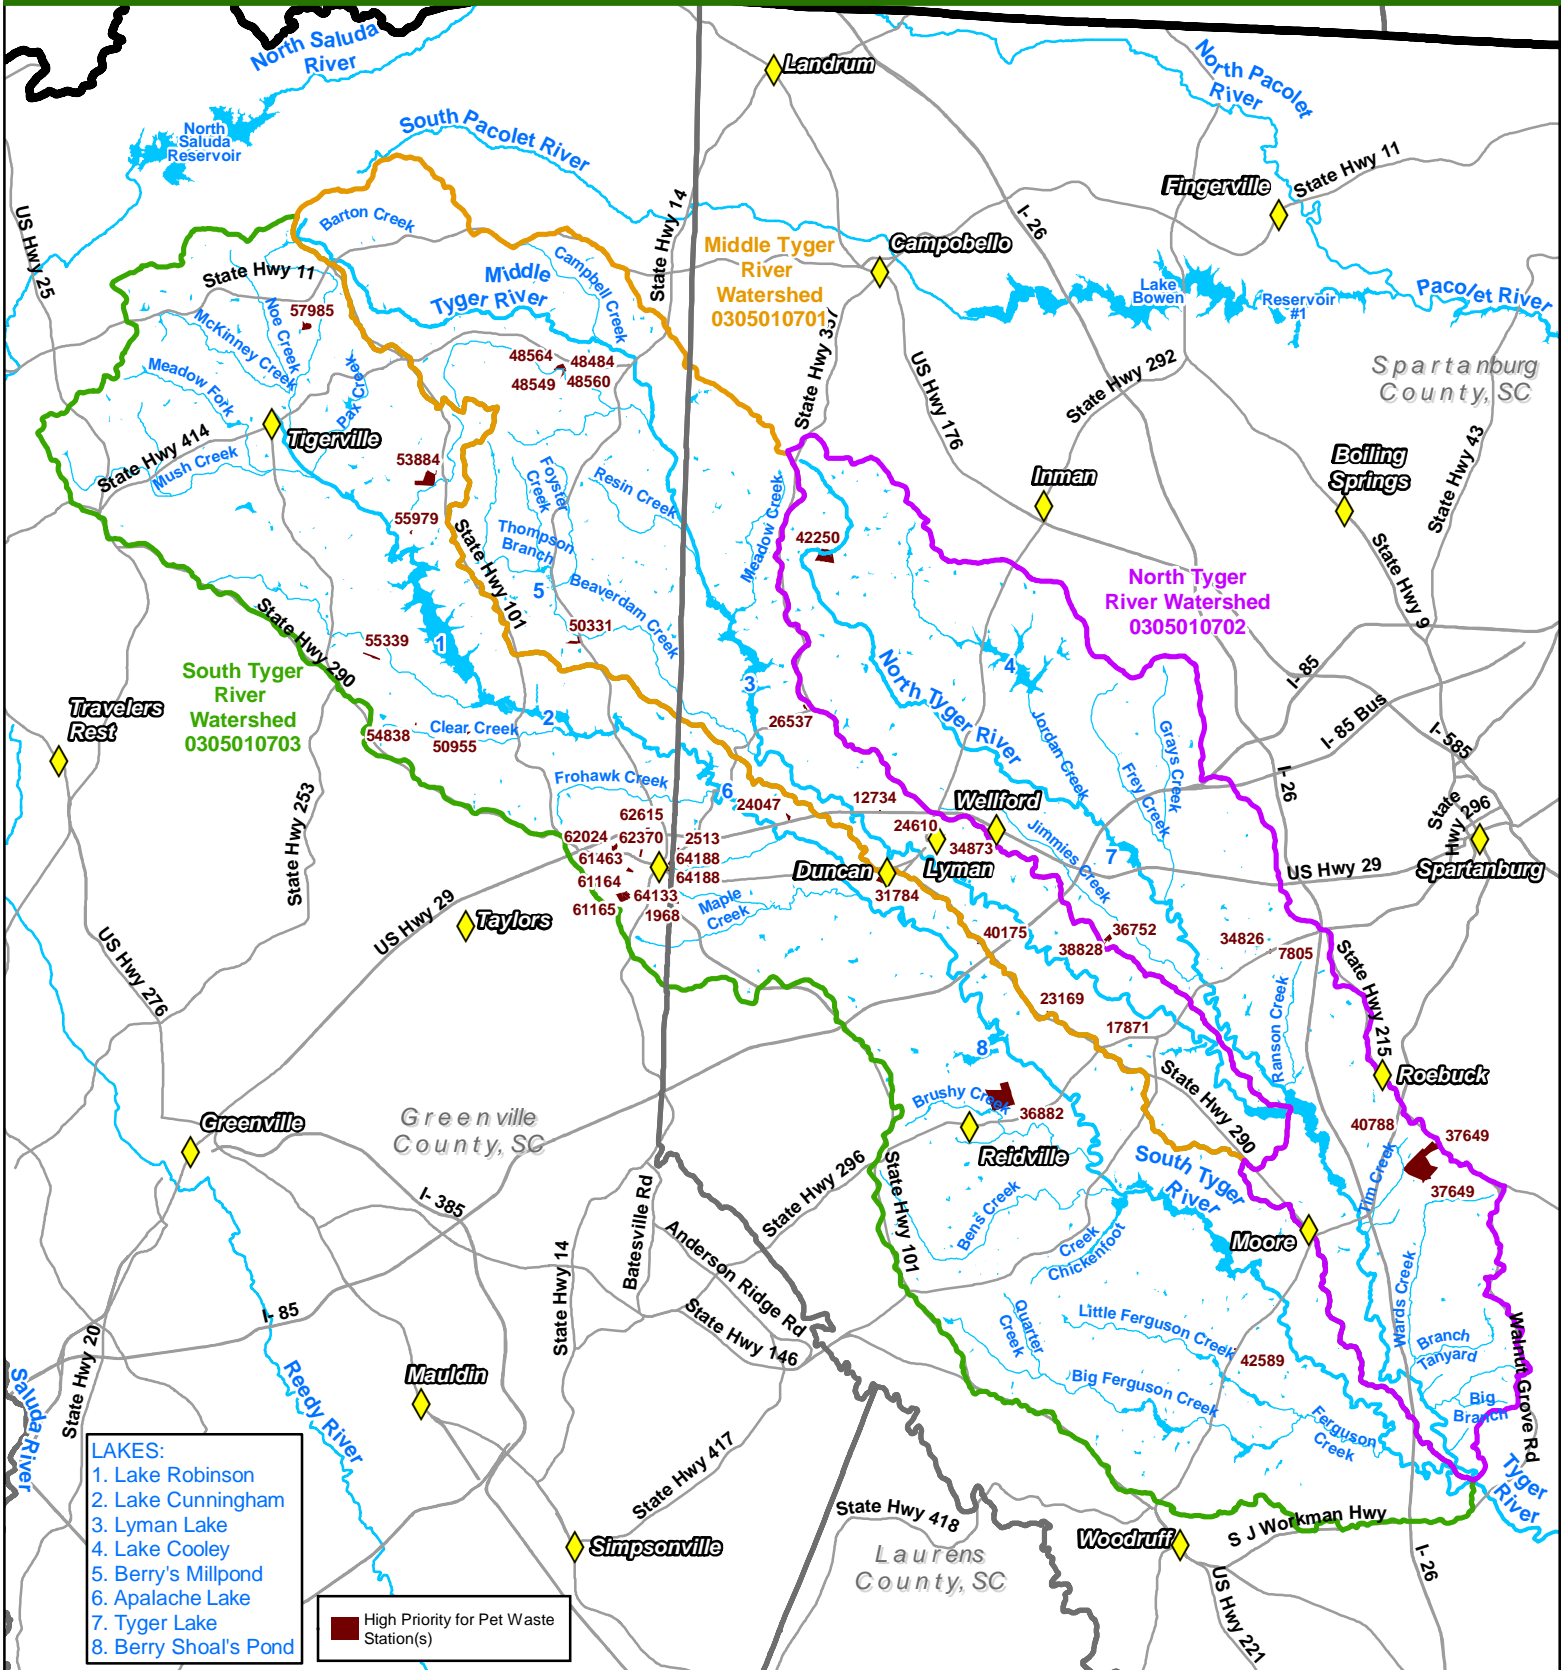 North Saluda
River
Landrum
North Pacolet
River
South Pacolet River
North
Saluda
Reservoir
State Hwy 11
Fingerville
US Hwy 25
Barton Creek
State Hwy 14
I- 26
Campobello
Middle Tyger
River
Watershed
0305010701
Campbell Creek
Middle
Tyger River
State Hwy 11
Lake
Bowen
Reservoir
#1
Pacolet River
57985
Noe Creek
McKinney Creek
State Hwy 357
Meadow Fork
Pax Creek
48564
48484
48549
48560
US Hwy 176
State Hwy 292
Spartanburg
County, SC
Tigerville
State Hwy 414
Mush Creek
53884
55979
Foyster
Creek
Resin Creek
Meadow Creek
42250
Inman
Boiling
Springs
State Hwy 43
State Hwy 101
Thompson
Branch
5
Beaverdam Creek
North Tyger
River Watershed
0305010702
State Hwy 9
State Hwy 290
55339
1
50331
4
I- 85
South Tyger
River
Watershed
0305010703
3
North Tyger River
Travelers
Rest
2
Clear Creek
54838
50955
26537
Jordan Creek
Grays Creek
Frey Creek
I- 85 Bus
I- 585
Frohawk Creek
6
24047
12734
Wellford
I- 26
State
Hwy 296
State Hwy 253
62615
62024
62370
2513
61463
64188
64188
24610
34873
Lyman
Jimmies Creek
7
US Hwy 29
Spartanburg
Duncan
61164
64133
61165
1968
Maple
Creek
31784
Taylors
US Hwy 29
US Hwy 276
40175
36752
38828
34826
7805
State Hwy 215
23169
17871
Ranson Creek
8
State Hwy 290
Roebuck
Brushy Creek
36882
Greenville
Greenville
County, SC
Reidville
40788
37649
37649
Tim Creek
State Hwy 296
State Hwy 101
South Tyger
River
Bens Creek
Creek
Chickenfoot
Moore
I- 385
Batesville Rd
Anderson Ridge Rd
State Hwy 14
State Hwy 146
I- 85
Quarter
Creek
Little Ferguson Creek
42589
Wards Creek
Branch
Tanyard
Walnut Grove Rd
State Hwy 20
Saluda River
Reedy River
Mauldin
Big Ferguson Creek
Ferguson
Creek
Big
Branch
Tyger
River
State Hwy 417
State Hwy 418
Simpsonville
Laurens
County, SC
Woodruff
S J Workman Hwy
I- 26
US Hwy 221
LAKES:
1. Lake Robinson
2. Lake Cunningham
3. Lyman Lake
4. Lake Cooley
5. Berry's Millpond
6. Apalache Lake
7. Tyger Lake
8. Berry Shoal's Pond
High Priority for Pet Waste
Station(s)